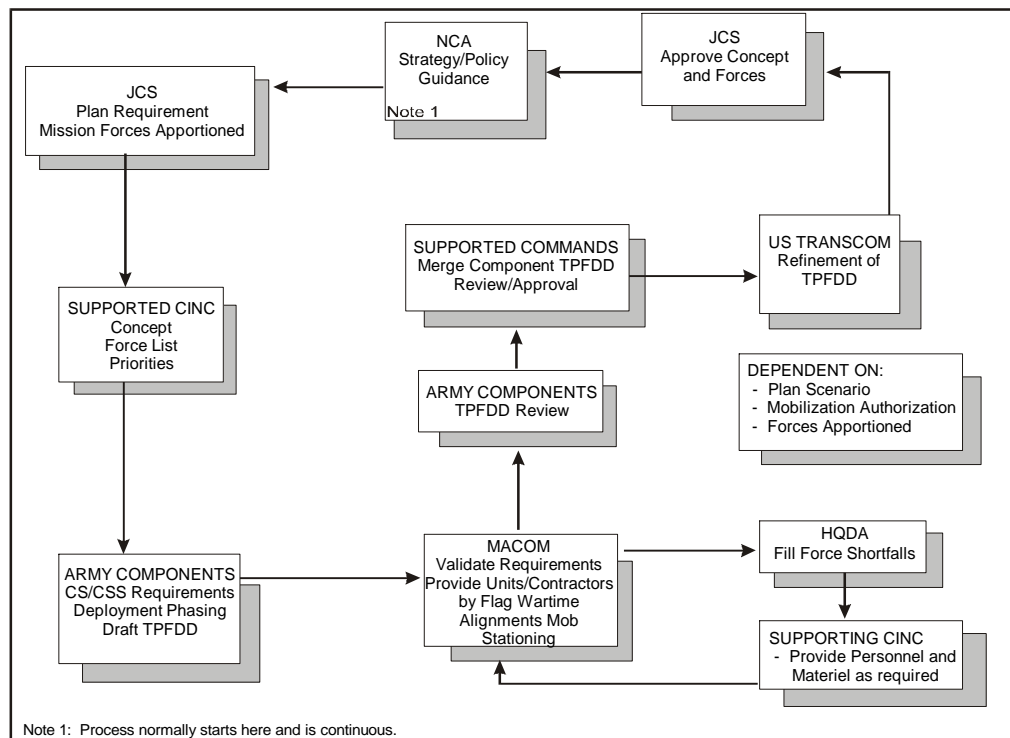 NCA
Strategy/Policy
Guidance
Note 1
JCS
Approve Concept
and Forces
JCS
Plan Requirement
Mission Forces Apportioned
SUPPORTED COMMANDS
Merge Component TPFDD
Review/Approval
US TRANSCOM
Refinement of
TPFDD
SUPPORTED CINC
Concept
Force List
Priorities
ARMY COMPONENTS
TPFDD Review
DEPENDENT ON:
- Plan Scenario
- Mobilization Authorization
- Forces Apportioned
ARMY COMPONENTS
CS/CSS Requirements
Deployment Phasing
Draft TPFDD
MACOM
Validate Requirements
Provide Units/Contractors
by Flag Wartime
Alignments Mob
Stationing
HQDA
Fill Force Shortfalls
SUPPORTING CINC
- Provide Personnel and
Materiel as required
Note 1: Process normally starts here and is continuous.